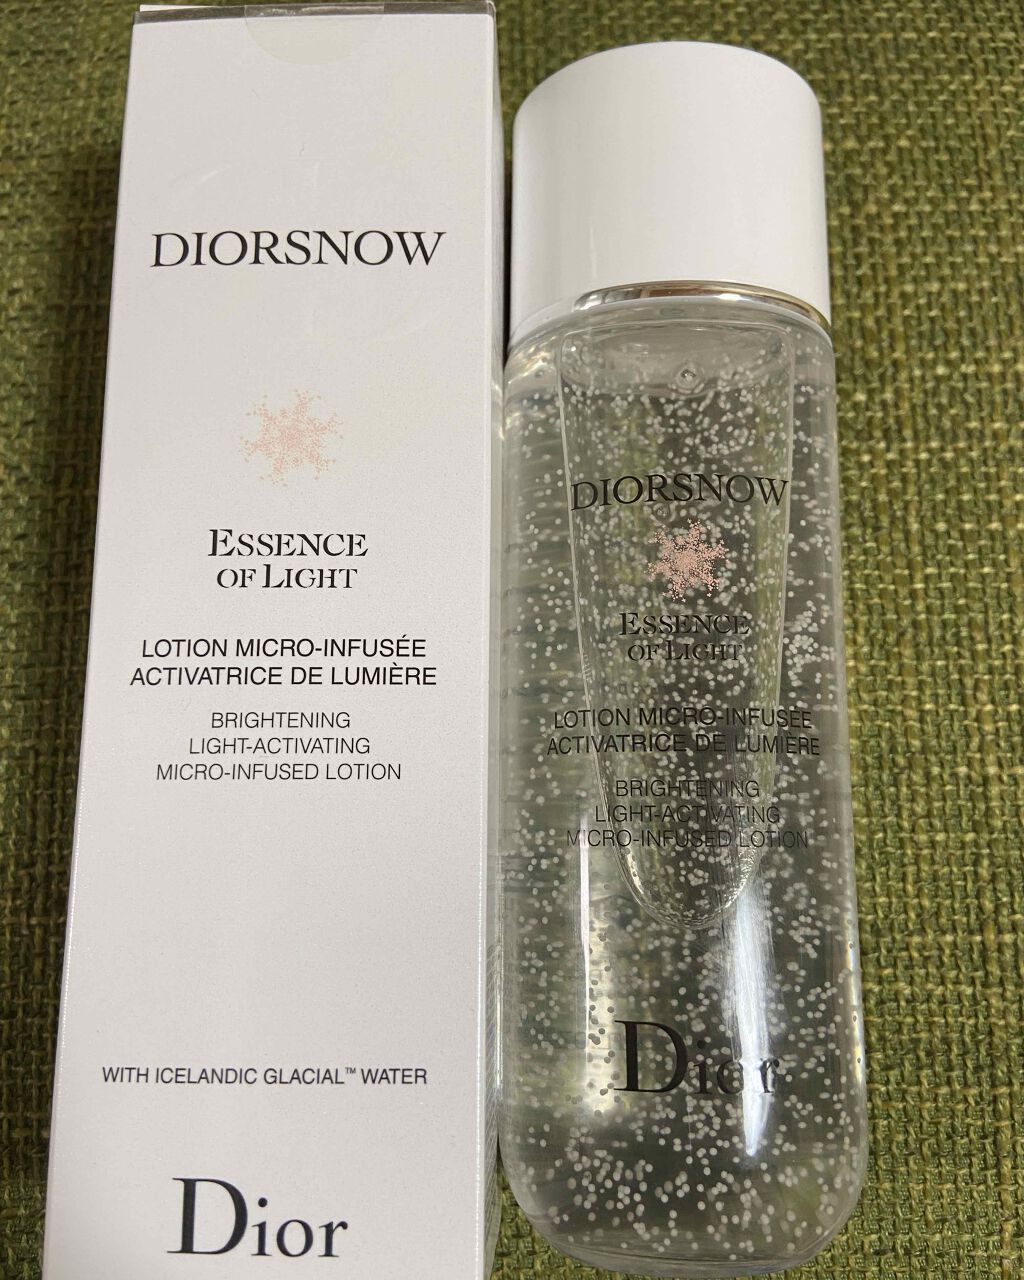 DIORSNOW
ESSENCE
OF LIGHT
LOTION MICRO-INFUSÉE
ACTIVATRICE DE LUMIÈRE
BRIGHTENING
LIGHT-ACTIVATING
MICRO-INFUSED LOTION
WITH ICELANDIC GLACIAL™ WATER
Dior
DIORSNOW
ESSENCE
OF LIGHT
LOTION MICRO-INFUSÉE
ACTIVATRICE DE LUMIÈRE
BRIGHTENING
LIGHT-ACTIVATING
MICRO-INFUSED LOTION
Dior